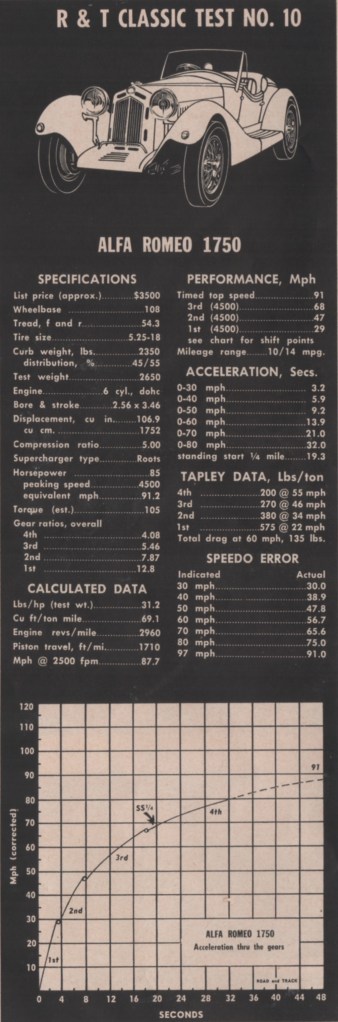 R & T CLASSIC TEST NO. 10
ALFA ROMEO 1750
SPECIFICATIONS
List price (approx.) $3500
Wheelbase 108
Tread, f and r 54.3
Tire size 5.25-18
Curb weight, lbs. 2350
distribution, % 45/55
Test weight 2650
Engine 6 cyl., dohc
Bore & stroke 2.56 x 3.46
Displacement, cu in. 106.9
cu cm. 1752
Compression ratio 5.00
Supercharger type Roots
Horsepower 85
peaking speed 4500
equivalent mph 91.2
Torque (est.) 105
Gear ratios, overall
4th 4.08
3rd 5.46
2nd 7.87
1st 12.8
CALCULATED DATA
Lbs/hp (test wt.) 31.2
Cu ft/ton mile 69.1
Engine revs/mile 2960
Piston travel, ft/mi. 1710
Mph @ 2500 fpm 87.7
PERFORMANCE, Mph
Timed top speed 91
3rd (4500) 68
2nd (4500) 47
1st (4500) 29
see chart for shift points
Mileage range 10/14 mpg.
ACCELERATION, Secs.
0-30 mph 3.2
0-40 mph 5.9
0-50 mph 9.2
0-60 mph 13.9
0-70 mph 21.0
0-80 mph 32.0
standing start ¼ mile 19.3
TAPLEY DATA, Lbs/ton
4th 200 @ 55 mph
3rd 270 @ 46 mph
2nd 380 @ 34 mph
1st 575 @ 22 mph
Total drag at 60 mph, 135 lbs.
SPEEDO ERROR
Indicated Actual
30 mph 30.0
40 mph 38.9
50 mph 47.8
60 mph 56.7
70 mph 65.6
80 mph 75.0
97 mph 91.0
120
110
100
90
80
70
60
50
40
30
20
10
0
Mph (corrected)
1st
2nd
3rd
SS¼
4th
91
ALFA ROMEO 1750
Acceleration thru the gears
ROAD and TRACK
0 4 8 12 16 20 24 28 32 36 40 44 48
SECONDS